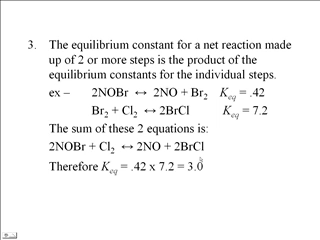 3. The equilibrium constant for a net reaction made
up of 2 or more steps is the product of the
equilibrium constants for the individual steps.
ex – 2NOBr ↔ 2NO + Br₂ Keq = .42
Br₂ + Cl₂ ↔ 2BrCl Keq = 7.2
The sum of these 2 equations is:
2NOBr + Cl₂ ↔ 2NO + 2BrCl
Therefore Keq = .42 x 7.2 = 3.0